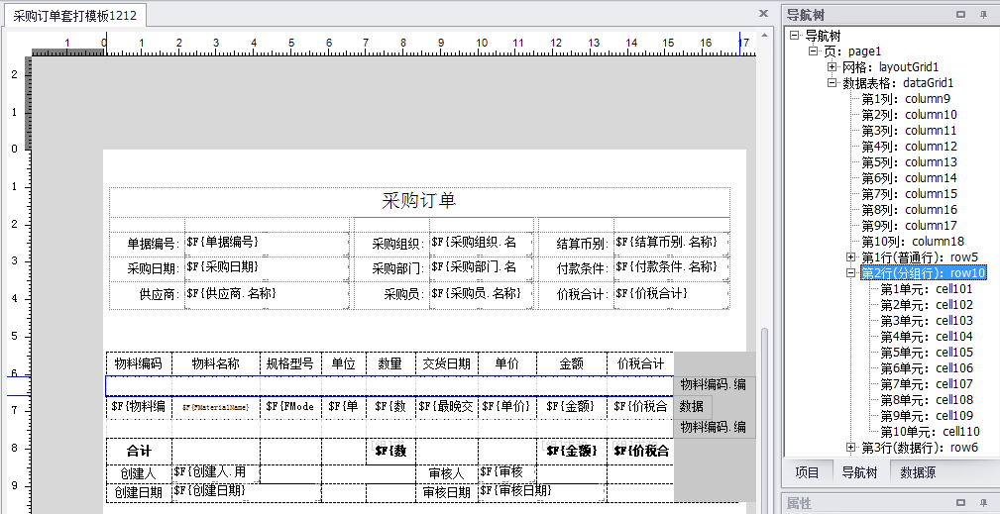 采购订单套打模板1212
1 0 1 2 3 4 5 6 7 8 9 10 11 12 13 14 15 16 17
2
1
0
1
2
3
4
5
6
7
8
9
采购订单
单据编号: $F{单据编号} 采购组织: $F{采购组织.名 结算币别: $F{结算币别.名称}
采购日期: $F{采购日期} 采购部门: $F{采购部门.名 付款条件: $F{付款条件.名称}
供应商: $F{供应商.名称} 采购员: $F{采购员.名称} 价税合计: $F{价税合计}
物料编码 物料名称 规格型号 单位 数量 交货日期 单价 金额 价税合计
物料编码.编
$F{物料编 $F{FMaterialName} $F{FMode $F{单 $F{数 $F{最晚交 $F{单价} $F{金额} $F{价税合 数据
物料编码.编
合计 $F{数 $F{金额} $F{价税合
创建人 $F{创建人.用 审核人 $F{审核
创建日期 $F{创建日期} 审核日期 $F{审核日期}
导航树
导航树
页: page1
网格: layoutGrid1
数据表格: dataGrid1
第1列: column9
第2列: column10
第3列: column11
第4列: column12
第5列: column13
第6列: column14
第7列: column15
第8列: column16
第9列: column17
第10列: column18
第1行(普通行): row5
第2行(分组行): row10
第1单元: cell101
第2单元: cell102
第3单元: cell103
第4单元: cell104
第5单元: cell105
第6单元: cell106
第7单元: cell107
第8单元: cell108
第9单元: cell109
第10单元: cell110
第3行(数据行): row6
项目 导航树 数据源
属性